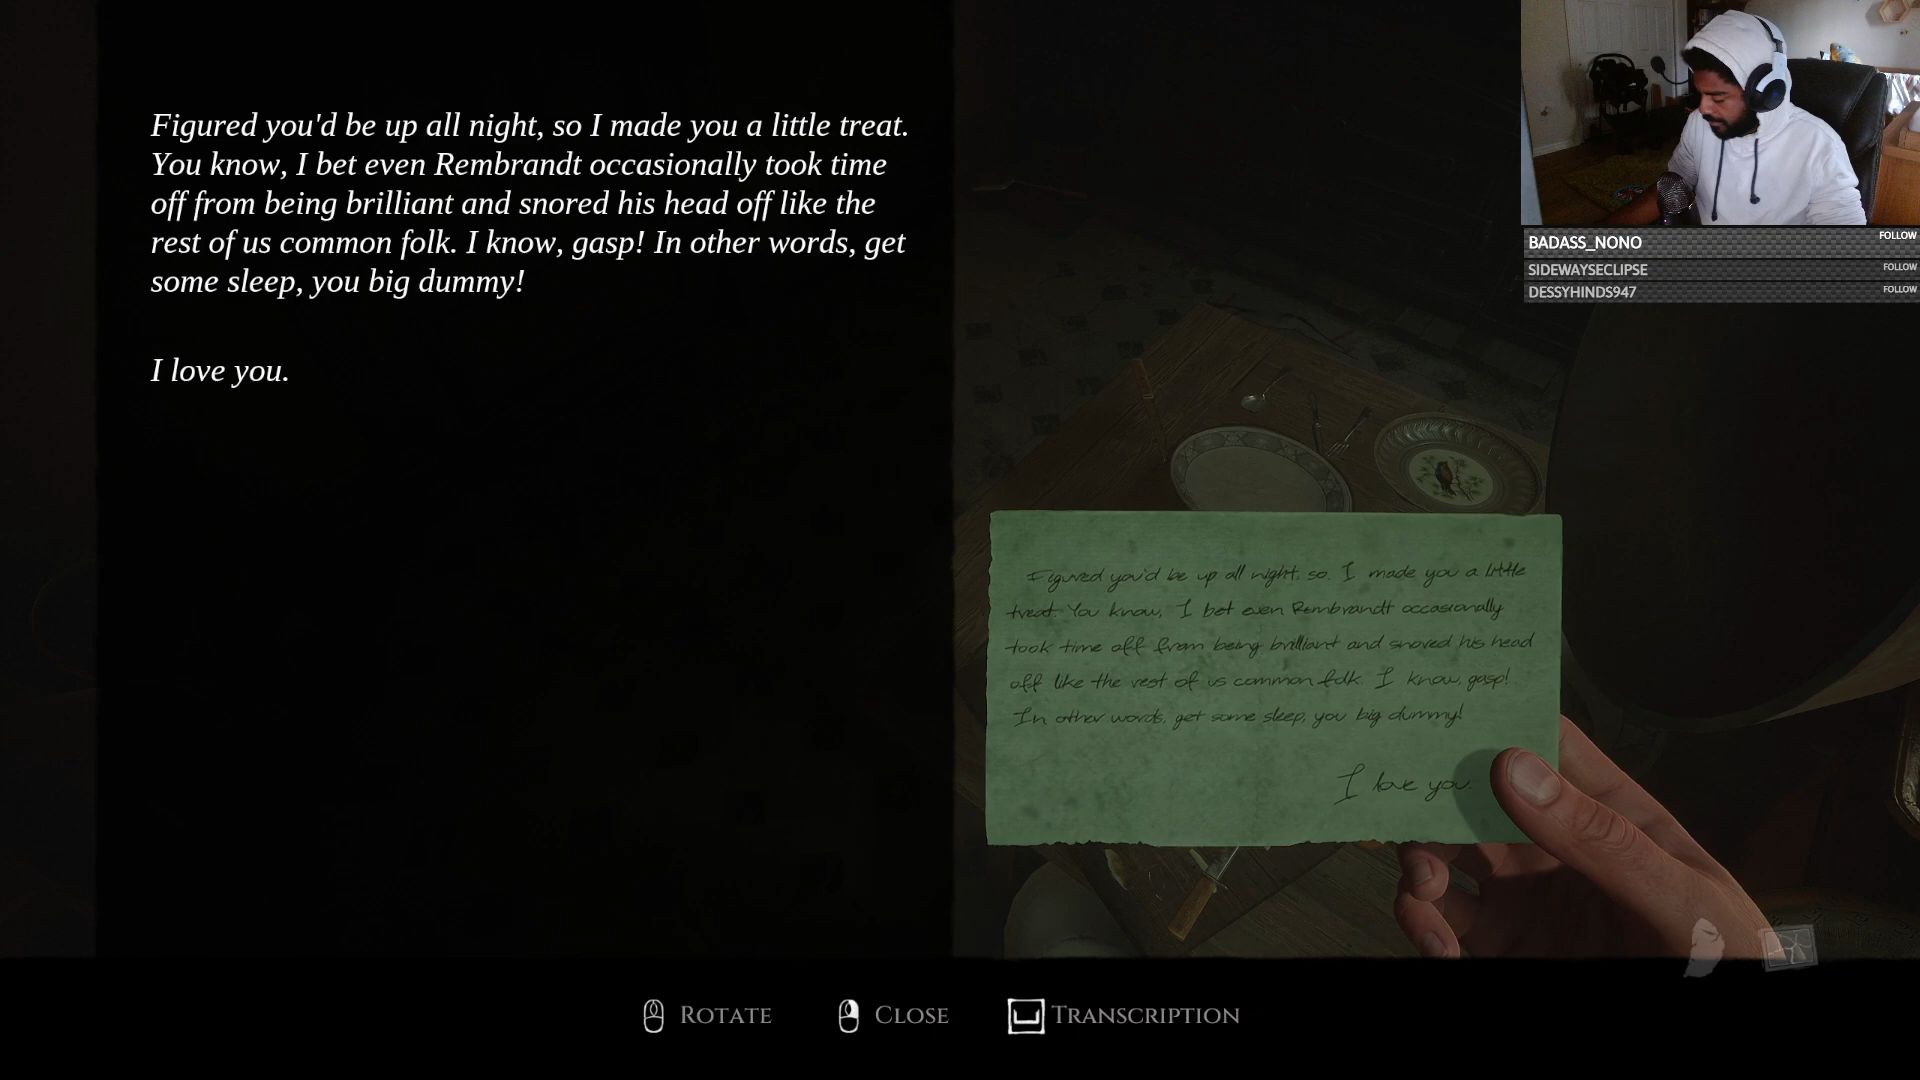 Figured you'd be up all night, so I made you a little treat.
You know, I bet even Rembrandt occasionally took time
off from being brilliant and snored his head off like the
rest of us common folk. I know, gasp! In other words, get
some sleep, you big dummy!
I love you.
BADASS_NONO FOLLOW
SIDEWAYSECLIPSE FOLLOW
DESSYHINDS947 FOLLOW
Figured you'd be up all night, so I made you a little
treat. You know, I bet even Rembrandt occasionally
took time off from being brilliant and snored his head
off like the rest of us common folk. I know, gasp!
In other words, get some sleep, you big dummy!
I love you.
ROTATE CLOSE TRANSCRIPTION